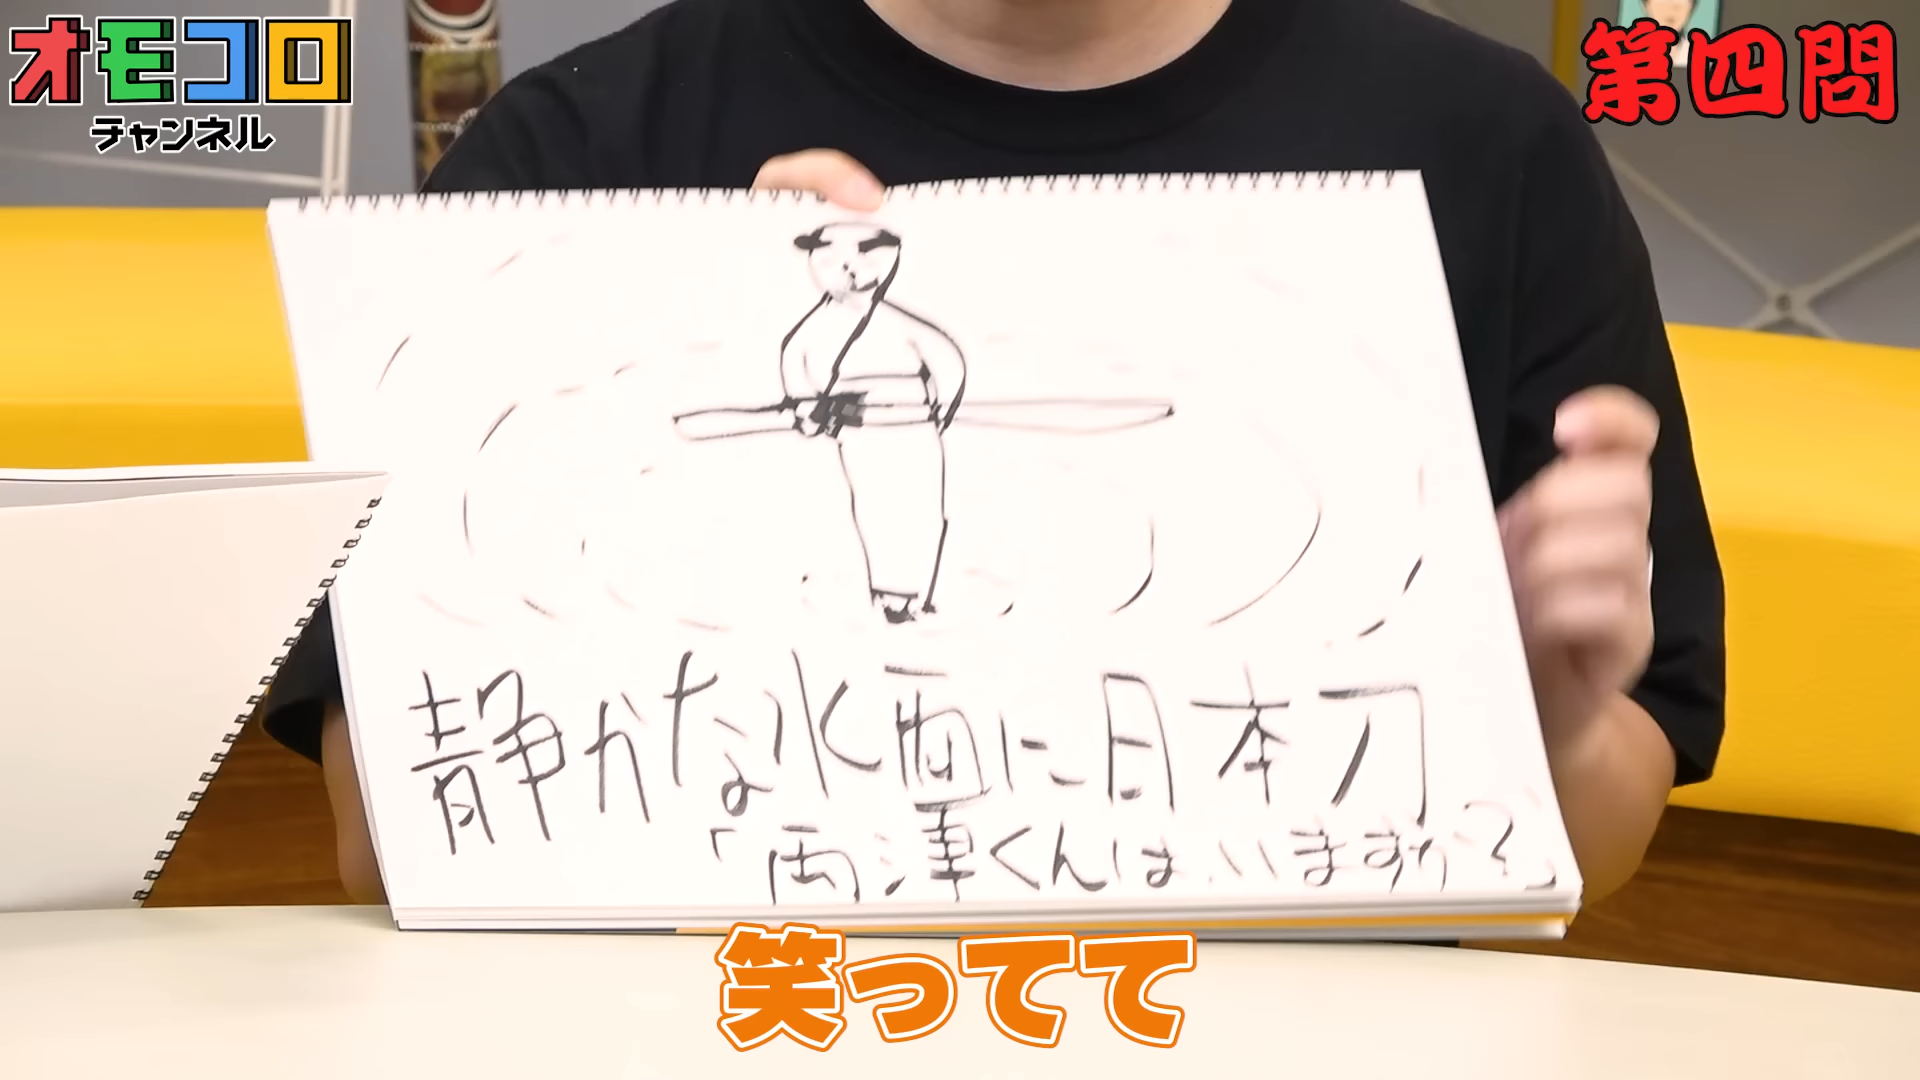 オモコロ
チャンネル
第四問
静かな水面に日本刀
「両津くんはいますか?」
笑ってて